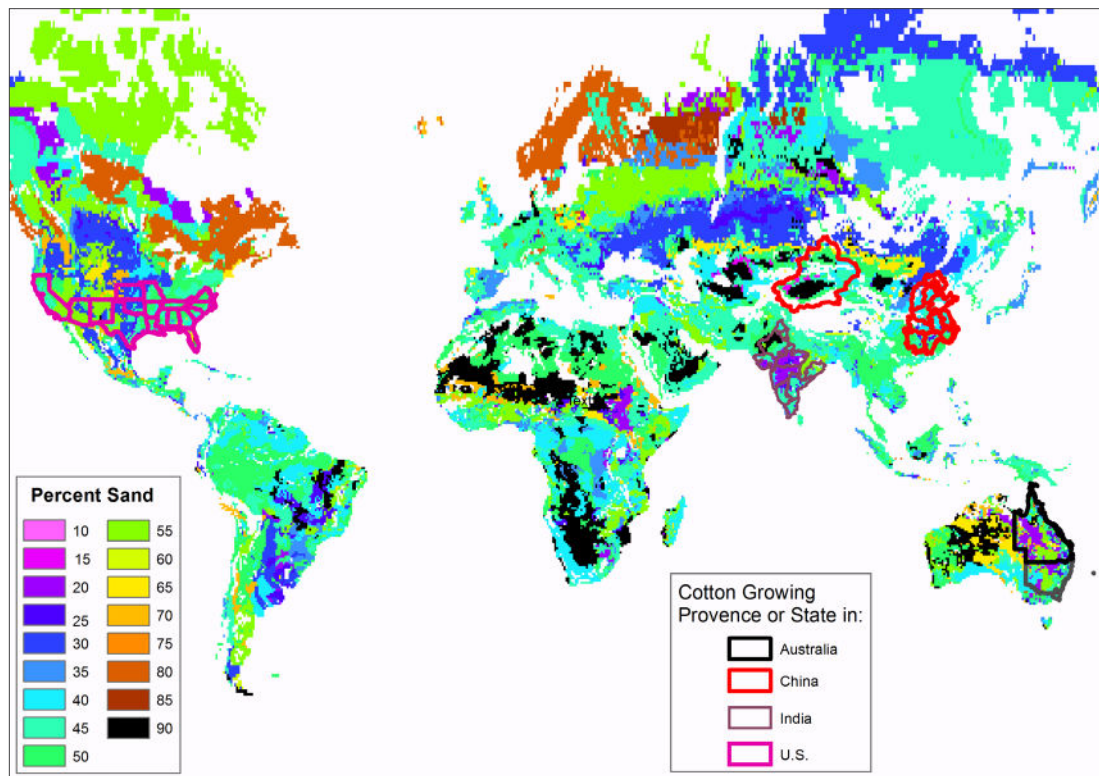 Text
Percent Sand
10 55
15 60
20 65
25 70
30 75
35 80
40 85
45 90
50
Cotton Growing
Provence or State in:
Australia
China
India
U.S.